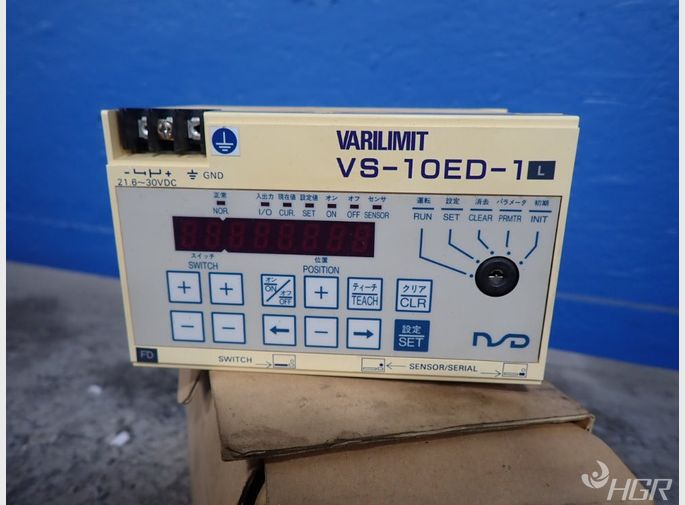 VARILIMIT
VS-10ED-1 L
- +
21.6~30VDC
GND
正常 入出力 現在値 設定値 オン オフ センサ
NOR. I/O CUR. SET ON OFF SENSOR
運転 設定 消去 パラメータ 初期
RUN SET CLEAR PRMTR INIT
スイッチ 位置
SWITCH POSITION
+ + オン ON オフ OFF + ティーチ TEACH クリア CLR
- - ← - → 設定 SET
NSD
FD
SWITCH → ← SENSOR/SERIAL →
HGR